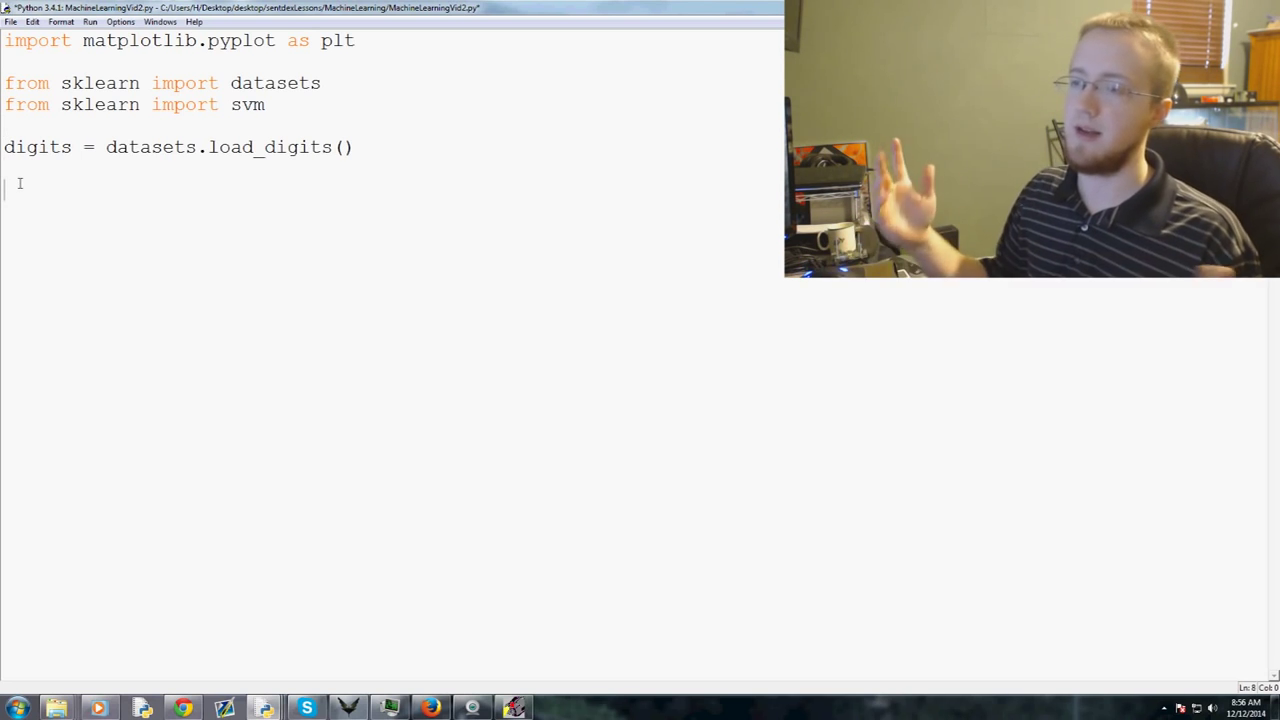 *Python 3.4.1: MachineLearningVid2.py - C:/Users/H/Desktop/desktop/sentdexLessons/MachineLearning/MachineLearningVid2.py*
File Edit Format Run Options Windows Help
import matplotlib.pyplot as plt
from sklearn import datasets
from sklearn import svm
digits = datasets.load_digits()
Ln: 8 Col: 0
8:56 AM
12/12/2014